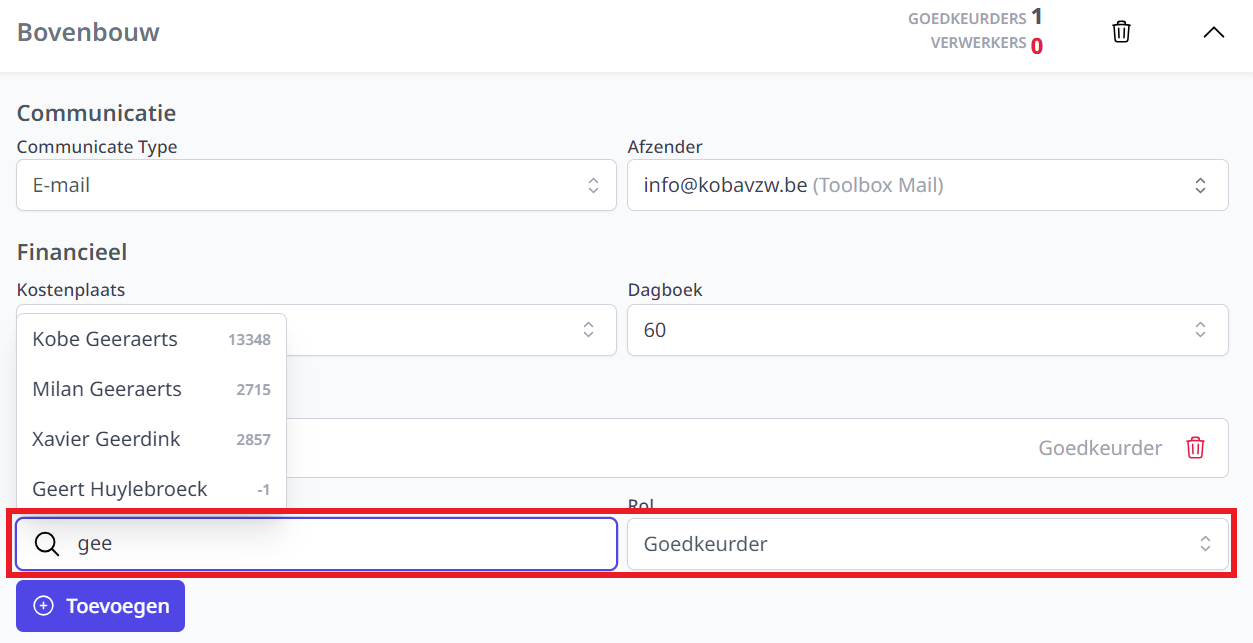 Bovenbouw
GOEDKEURDERS 1
VERWERKERS 0
Communicatie
Communicate Type
Afzender
E-mail
info@kobavzw.be (Toolbox Mail)
Financieel
Kostenplaats
Dagboek
60
Kobe Geeraerts 13348
Milan Geeraerts 2715
Xavier Geerdink 2857
Geert Huylebroeck -1
Goedkeurder
Rol
gee
Goedkeurder
Toevoegen